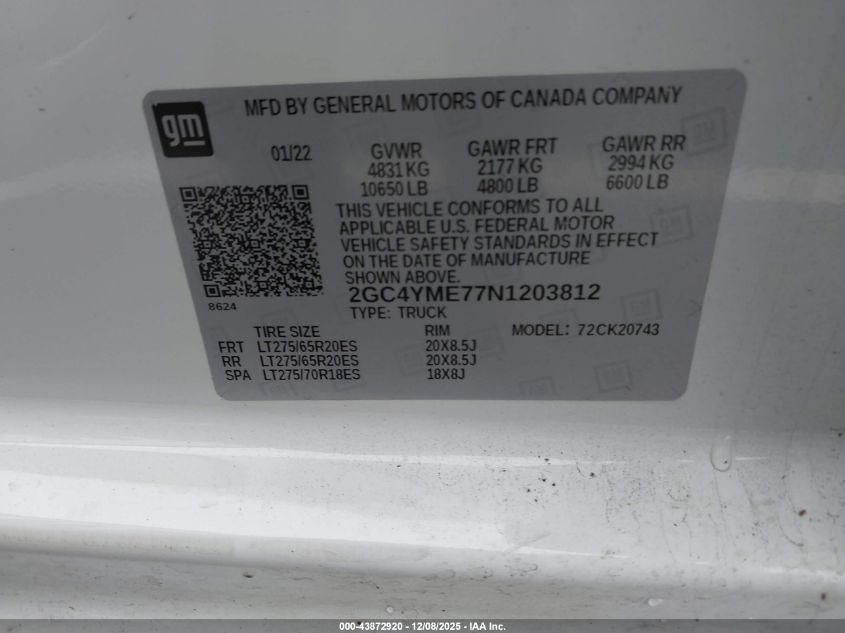 gm
MFD BY GENERAL MOTORS OF CANADA COMPANY
01/22 GVWR GAWR FRT GAWR RR
4831 KG 2177 KG 2994 KG
10650 LB 4800 LB 6600 LB
THIS VEHICLE CONFORMS TO ALL
APPLICABLE U.S. FEDERAL MOTOR
VEHICLE SAFETY STANDARDS IN EFFECT
ON THE DATE OF MANUFACTURE
SHOWN ABOVE.
8624
2GC4YME77N1203812
TYPE: TRUCK
TIRE SIZE RIM MODEL: 72CK20743
FRT LT275/65R20ES 20X8.5J
RR LT275/65R20ES 20X8.5J
SPA LT275/70R18ES 18X8J
000-43872920 - 12/08/2025 - IAA Inc.